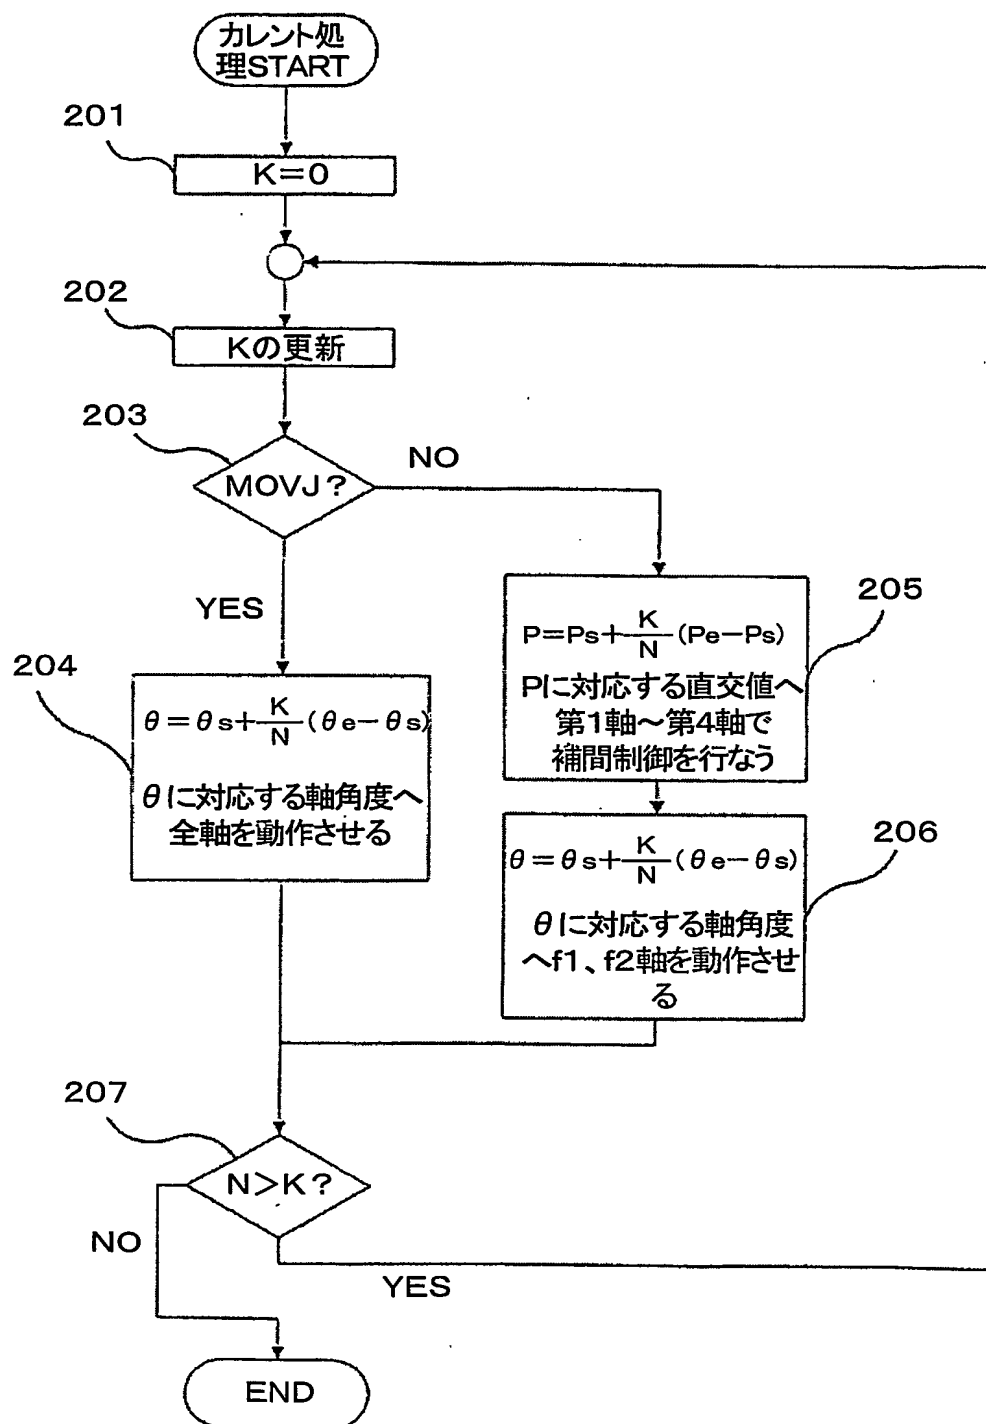 カレント処
理START
201
K=0
202
Kの更新
203
MOVJ?
NO
YES
204
θ=θs+K/N(θe-θs)
θに対応する軸角度へ
全軸を動作させる
205
P=Ps+K/N(Pe-Ps)
Pに対応する直交値へ
第1軸～第4軸で
補間制御を行なう
206
θ=θs+K/N(θe-θs)
θに対応する軸角度
へf1、f2軸を動作させ
る
207
N>K?
NO
YES
END